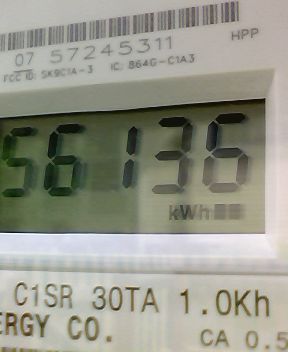 HPP
07 57245311
FCC ID: SK9C1A-3 IC: 864G-C1A3
56136
kWh
C1SR 30TA 1.0Kh
ERGY CO.
CA 0.5